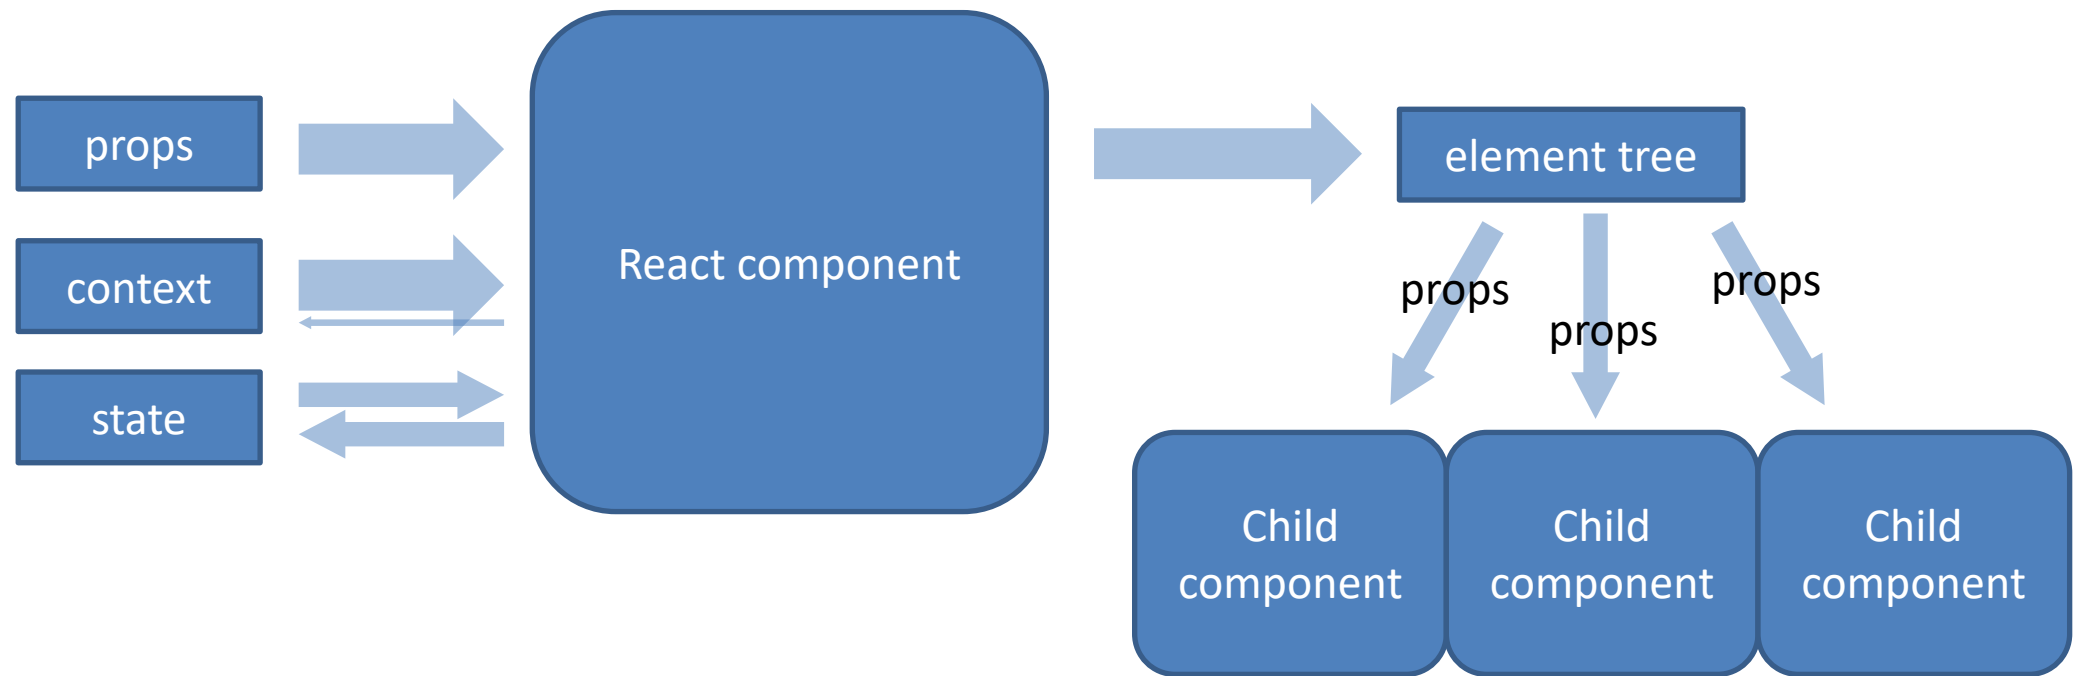 props
context
state
React component
element tree
props
props
props
Child
component
Child
component
Child
component